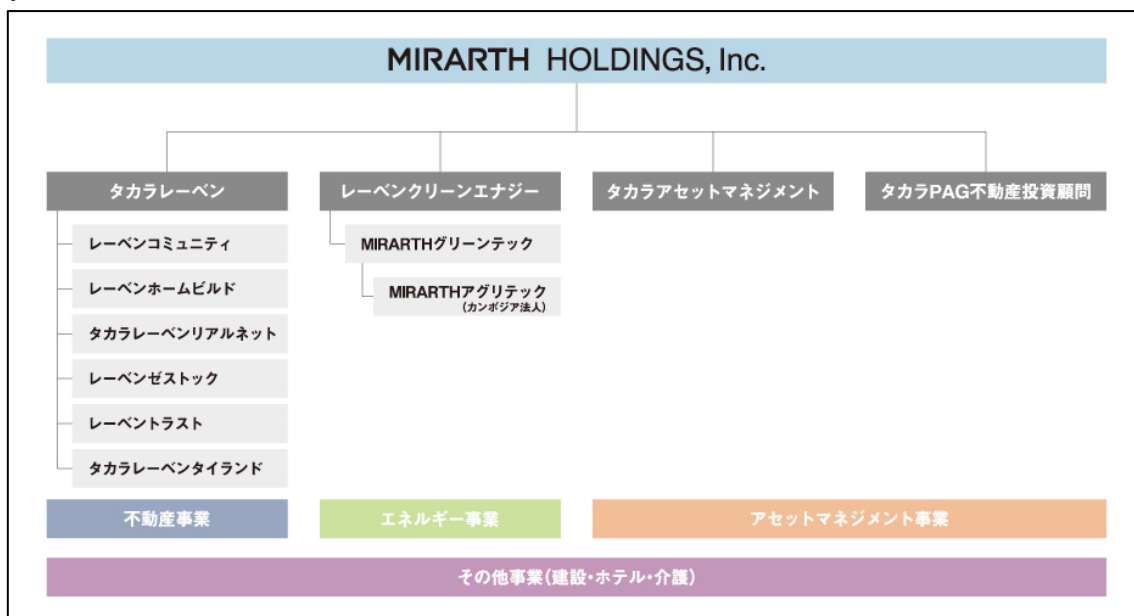 MIRARTH HOLDINGS, Inc.
タカラレーベン
レーベンクリーンエナジー
タカラアセットマネジメント
タカラPAG不動産投資顧問
レーベンコミュニティ
レーベンホームビルド
タカラレーベンリアルネット
レーベンゼストック
レーベントラスト
タカラレーベンタイランド
MIRARTHグリーンテック
MIRARTHアグリテック
(カンボジア法人)
不動産事業
エネルギー事業
アセットマネジメント事業
その他事業(建設・ホテル・介護)